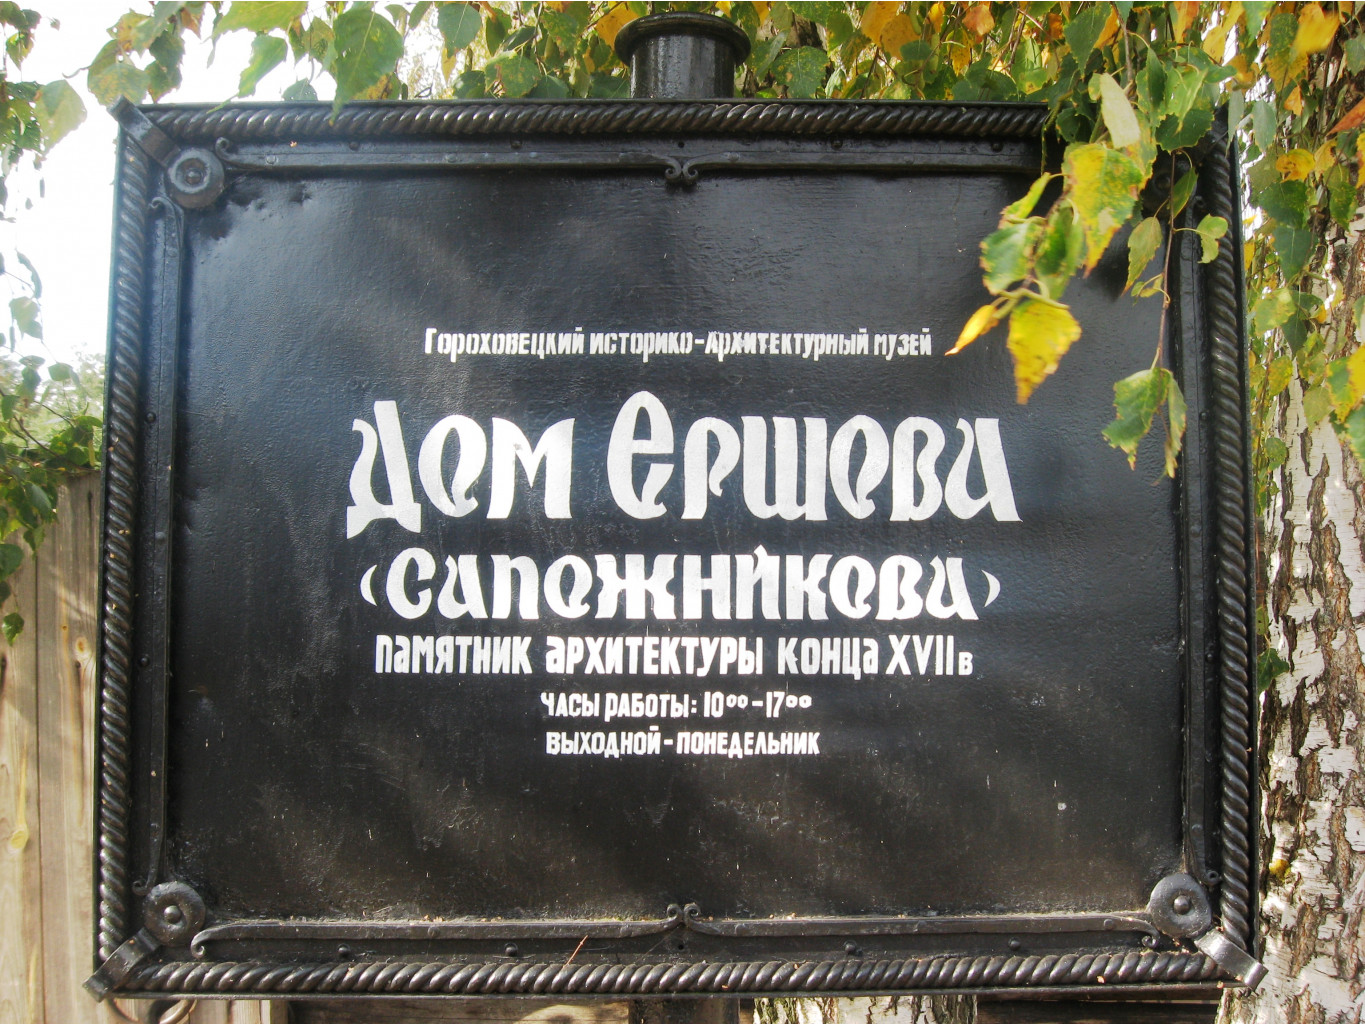 Гороховецкий историко-архитектурный музей
Дом Ершова
(Сапожникова)
памятник архитектуры конца XVII в
часы работы: 10⁰⁰-17⁰⁰
выходной-понедельник